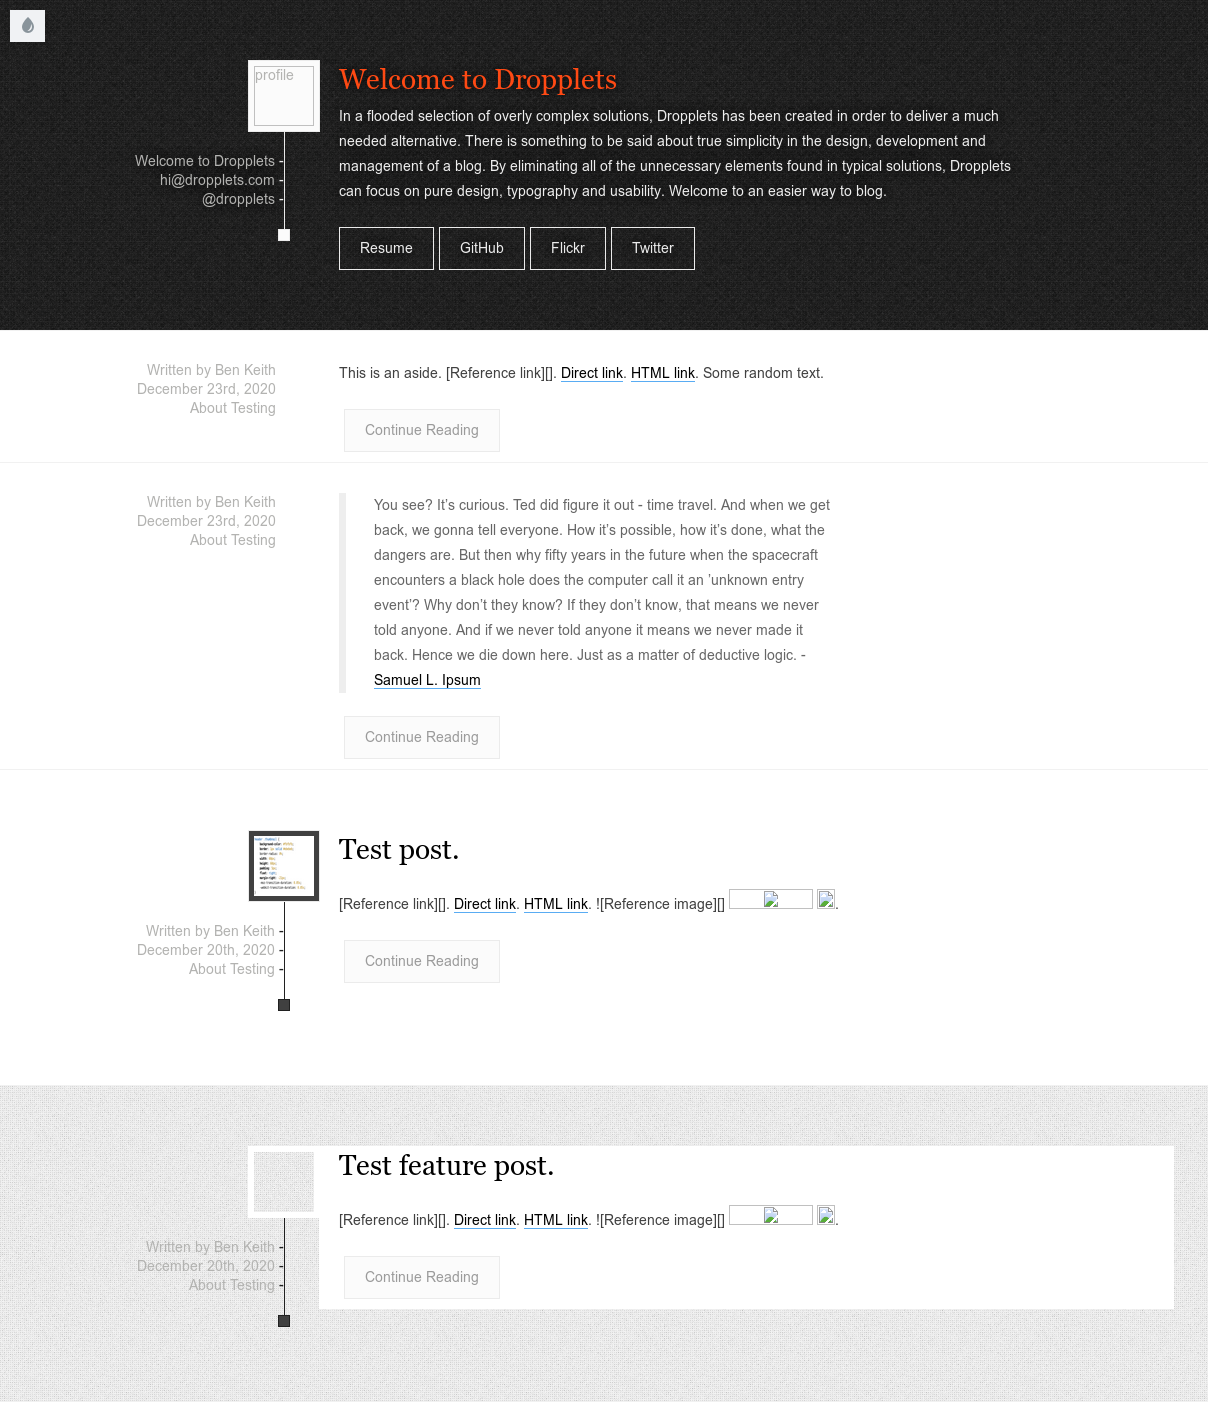 profile
Welcome to Dropplets
In a flooded selection of overly complex solutions, Dropplets has been created in order to deliver a much
needed alternative. There is something to be said about true simplicity in the design, development and
management of a blog. By eliminating all of the unnecessary elements found in typical solutions, Dropplets
can focus on pure design, typography and usability. Welcome to an easier way to blog.
Welcome to Dropplets -
hi@dropplets.com -
@dropplets -
Resume GitHub Flickr Twitter
Written by Ben Keith
December 23rd, 2020
About Testing
This is an aside. [Reference link][]. Direct link. HTML link. Some random text.
Continue Reading
Written by Ben Keith
December 23rd, 2020
About Testing
You see? It’s curious. Ted did figure it out - time travel. And when we get
back, we gonna tell everyone. How it’s possible, how it’s done, what the
dangers are. But then why fifty years in the future when the spacecraft
encounters a black hole does the computer call it an ’unknown entry
event’? Why don’t they know? If they don’t know, that means we never
told anyone. And if we never told anyone it means we never made it
back. Hence we die down here. Just as a matter of deductive logic. -
Samuel L. Ipsum
Continue Reading
Test post.
[Reference link][]. Direct link. HTML link. ![Reference image][] .
Written by Ben Keith -
December 20th, 2020 -
About Testing -
Continue Reading
Test feature post.
[Reference link][]. Direct link. HTML link. ![Reference image][] .
Written by Ben Keith -
December 20th, 2020 -
About Testing -
Continue Reading